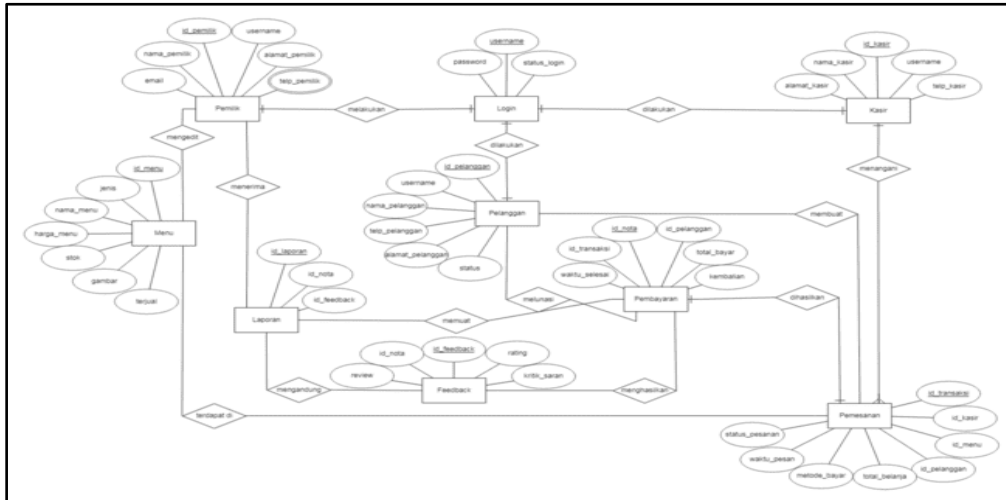 id_pemilik
username
nama_pemilik
alamat_pemilik
email
telp_pemilik
Pemilik
melakukan
username
password
status_login
Login
dilakukan
id_kasir
nama_kasir
username
alamat_kasir
telp_kasir
Kasir
mengedit
menerima
dilakukan
menangani
id_menu
jenis
nama_menu
harga_menu
stok
gambar
terjual
Menu
id_pelanggan
username
nama_pelanggan
telp_pelanggan
alamat_pelanggan
status
Pelanggan
membuat
id_nota
id_pelanggan
id_transaksi
total_bayar
waktu_selesai
kembalian
Pembayaran
melunasi
dihasilkan
id_laporan
id_nota
id_feedback
Laporan
memuat
id_feedback
id_nota
rating
review
kritik_saran
Feedback
mengandung
menghasilkan
terdapat di
Pemesanan
id_transaksi
id_kasir
id_menu
id_pelanggan
total_belanja
metode_bayar
waktu_pesan
status_pesanan